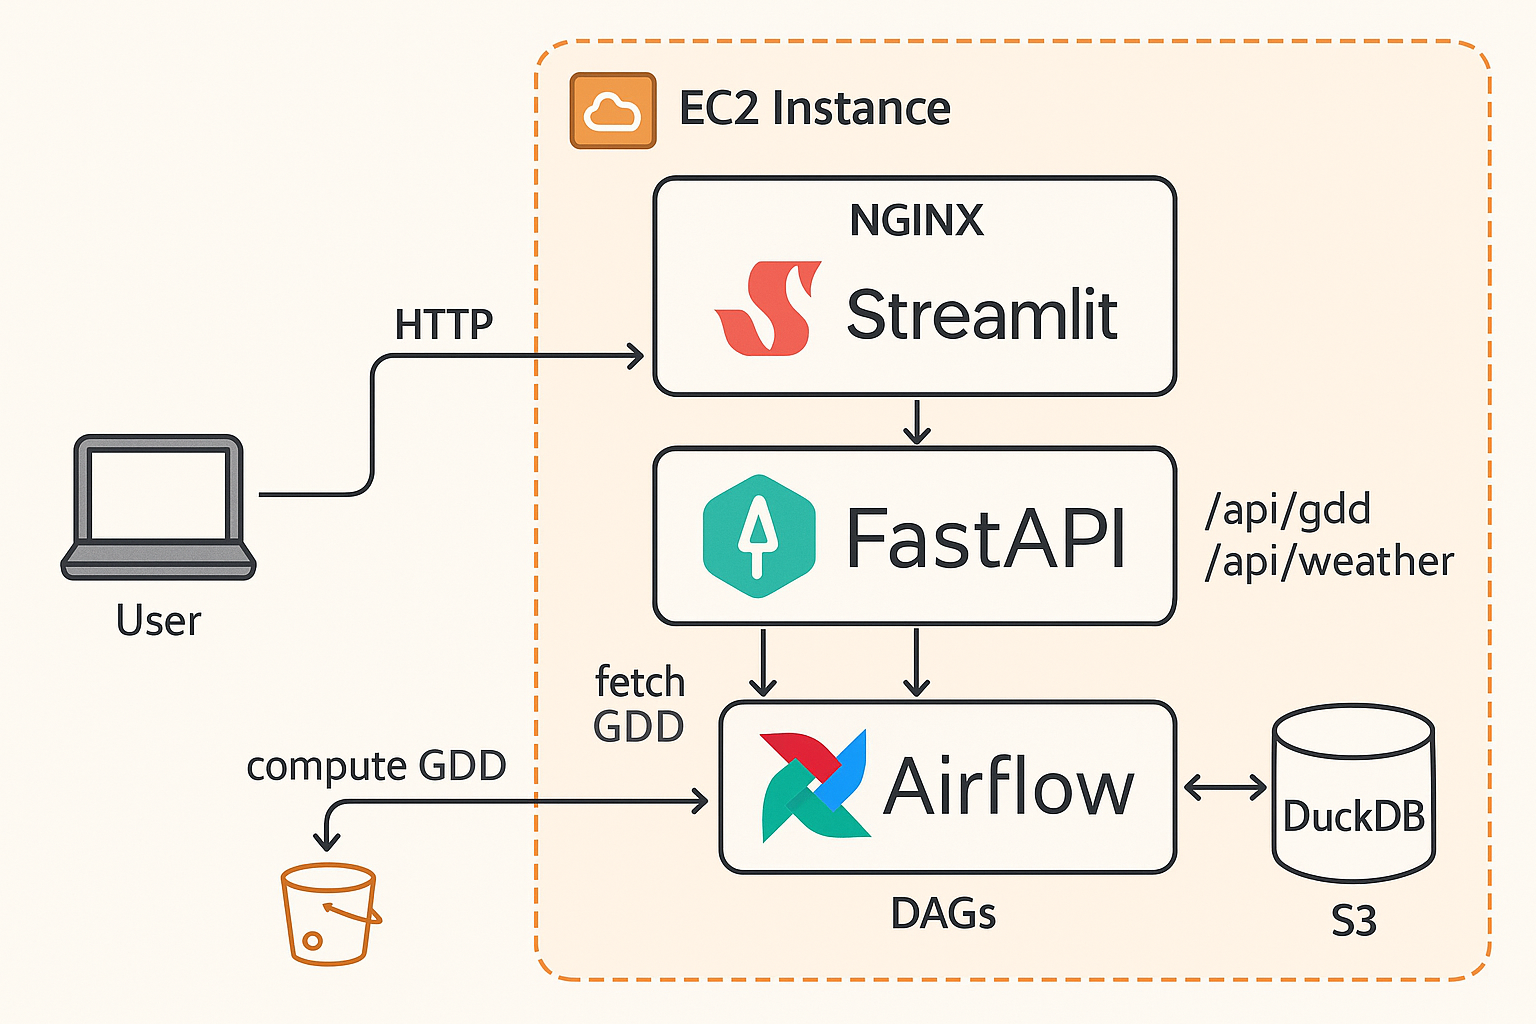 EC2 Instance
NGINX
Streamlit
HTTP
FastAPI
/api/gdd
/api/weather
User
fetch
GDD
compute GDD
Airflow
DuckDB
DAGs
S3